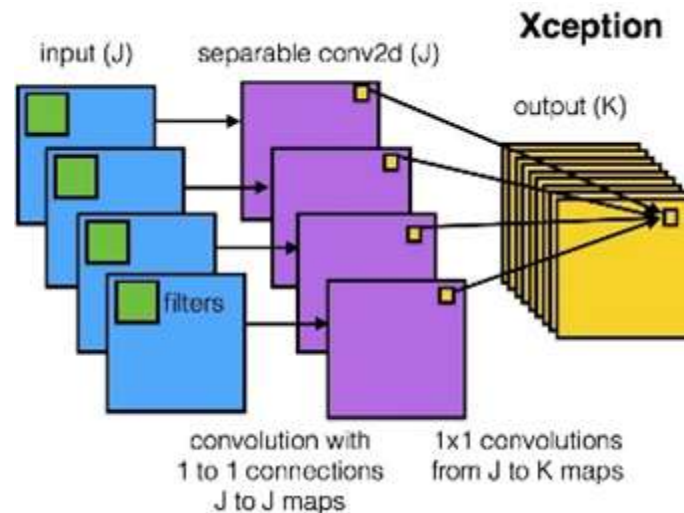 Xception
input (J)
separable conv2d (J)
output (K)
filters
convolution with
1 to 1 connections
J to J maps
1x1 convolutions
from J to K maps